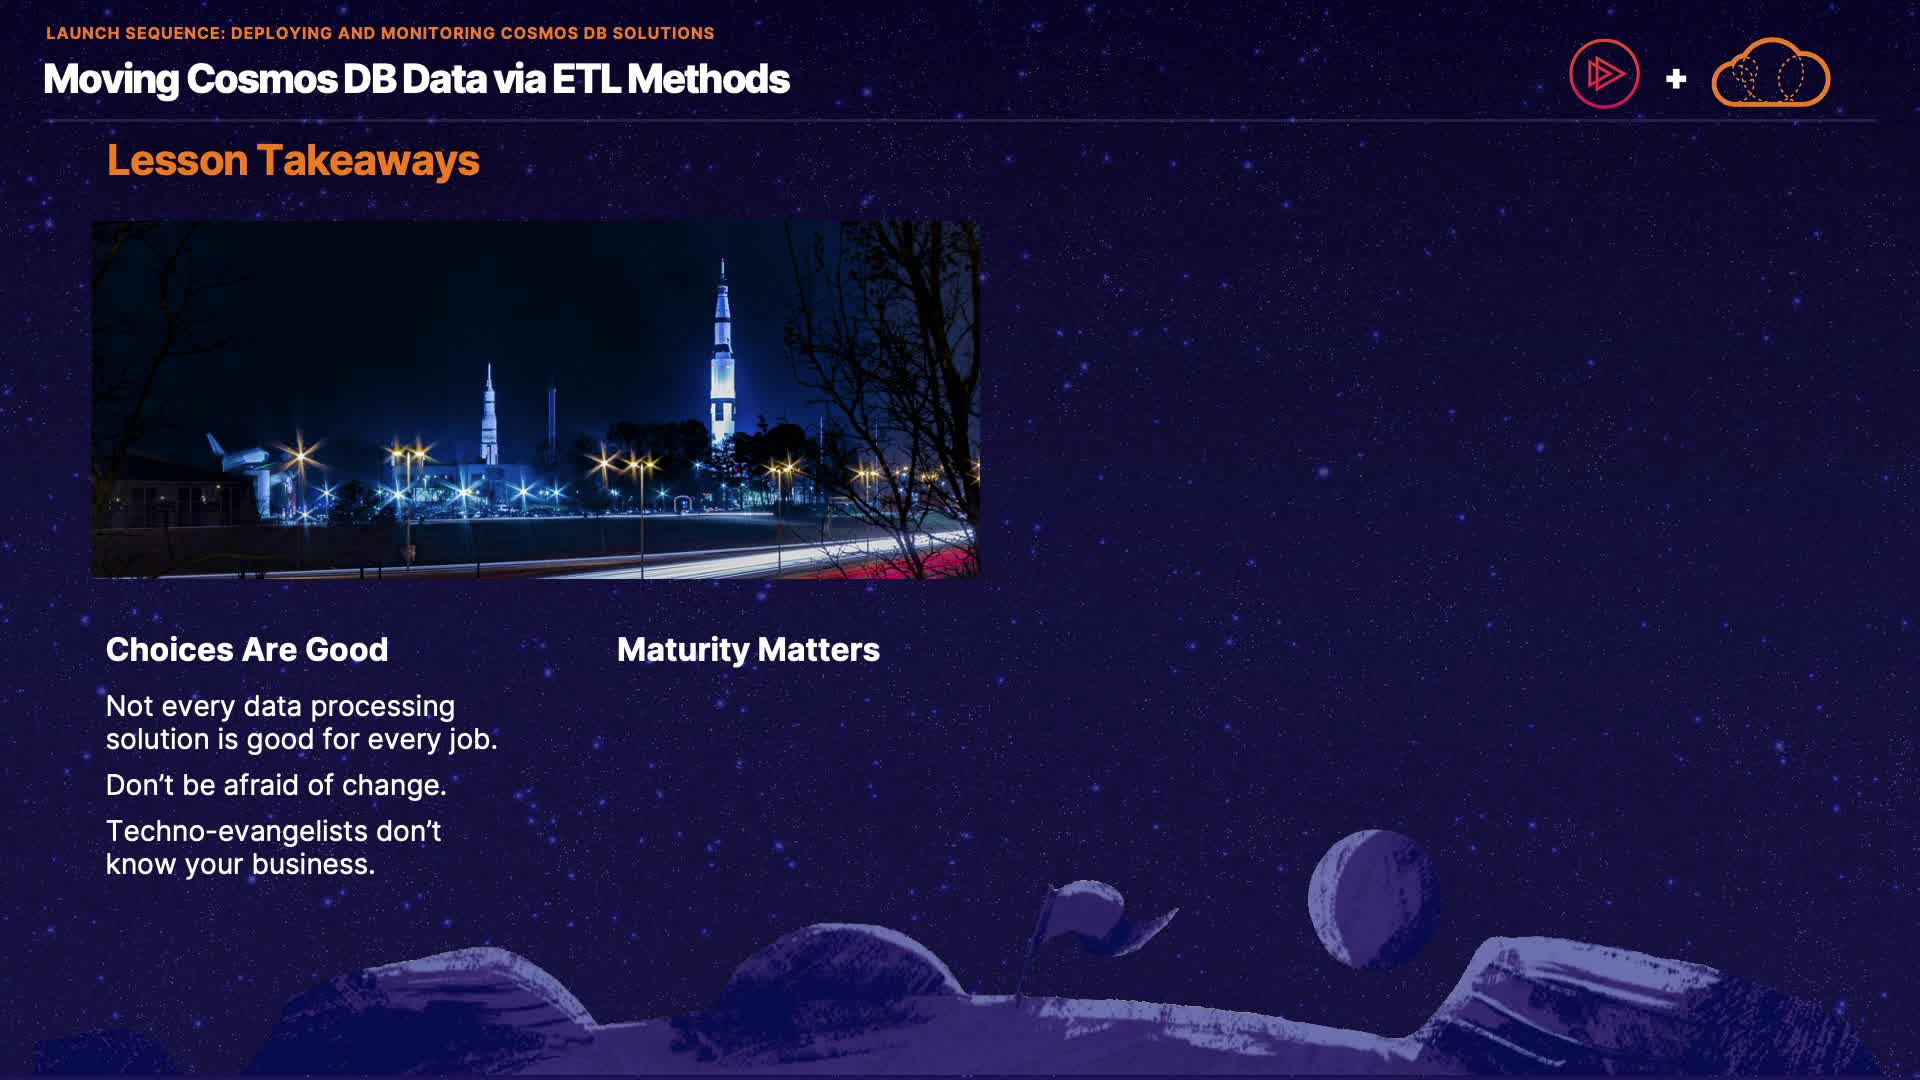 LAUNCH SEQUENCE: DEPLOYING AND MONITORING COSMOS DB SOLUTIONS
Moving Cosmos DB Data via ETL Methods
+
Lesson Takeaways
Choices Are Good
Not every data processing
solution is good for every job.
Don’t be afraid of change.
Techno-evangelists don’t
know your business.
Maturity Matters